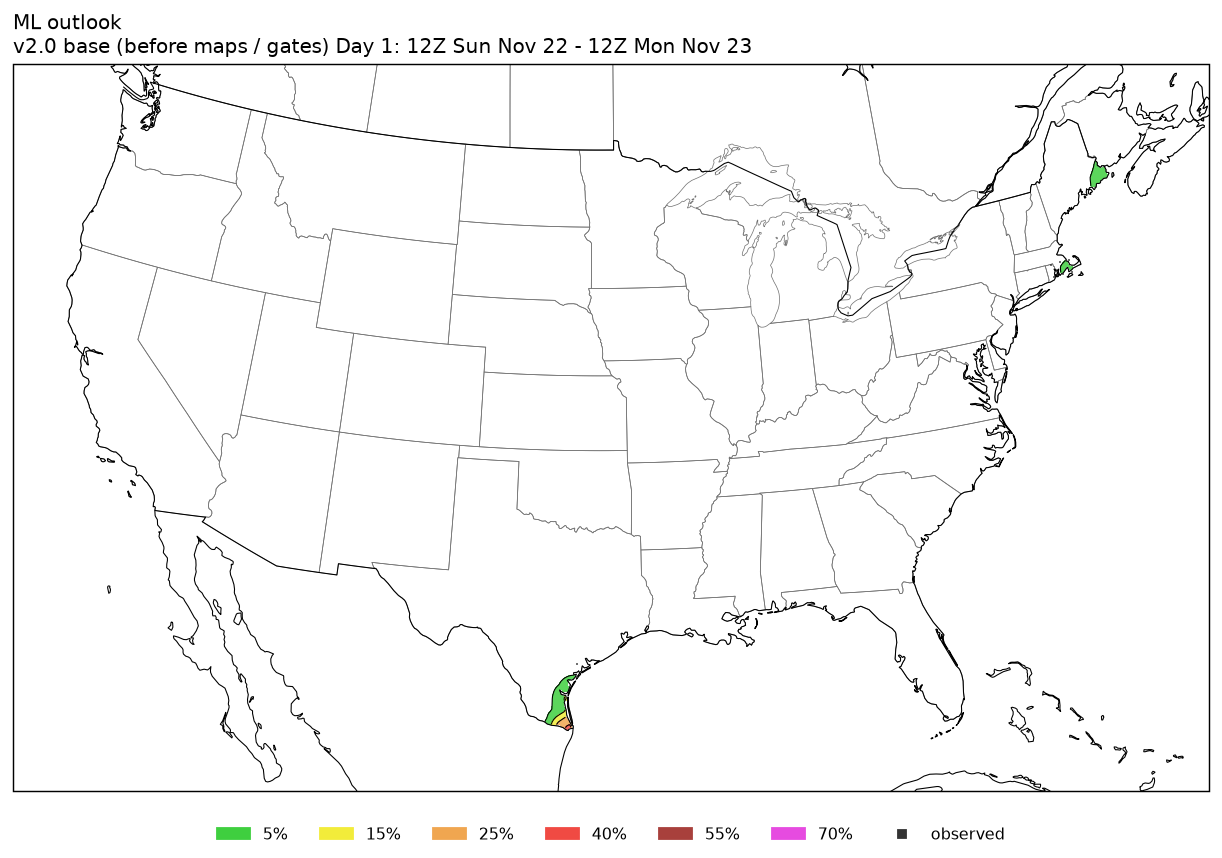 ML outlook
v2.0 base (before maps / gates) Day 1: 12Z Sun Nov 22 - 12Z Mon Nov 23
5% 15% 25% 40% 55% 70% observed